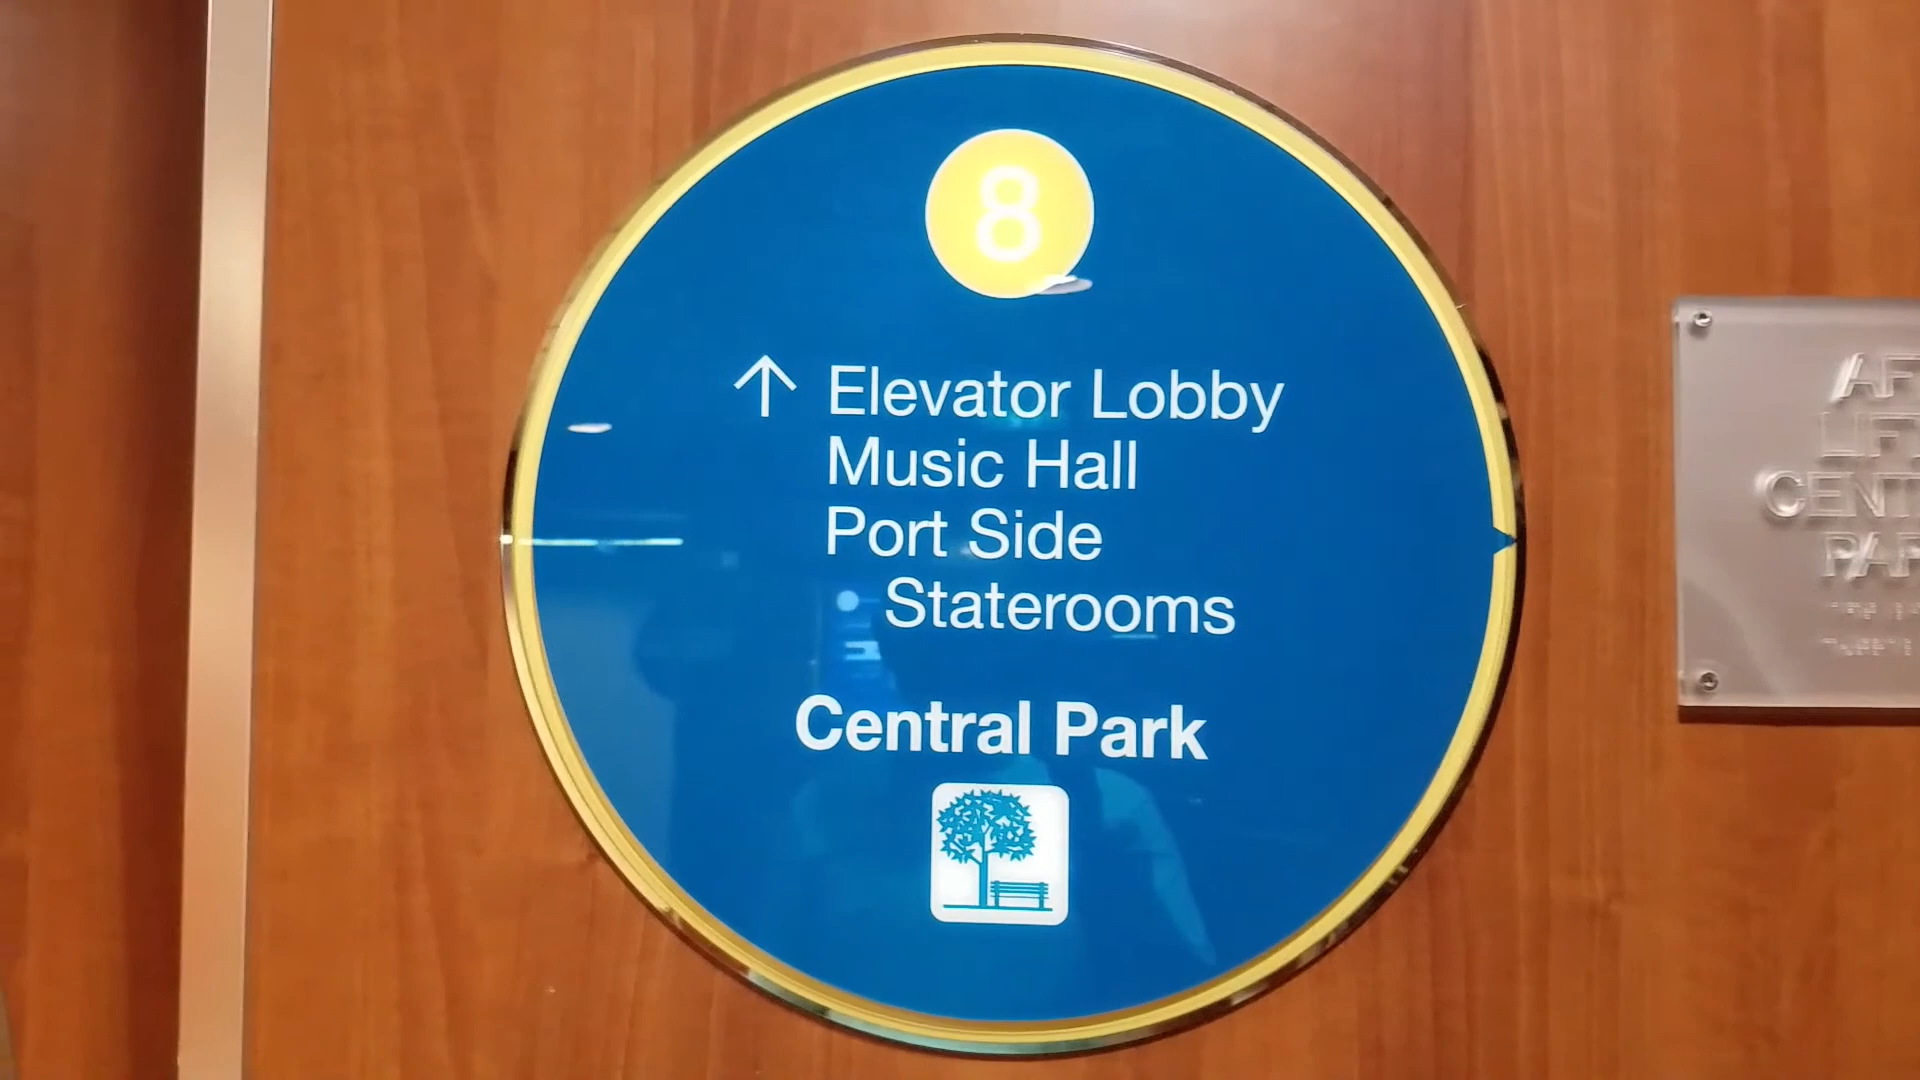 8
↑ Elevator Lobby
Music Hall
Port Side
Staterooms
Central Park